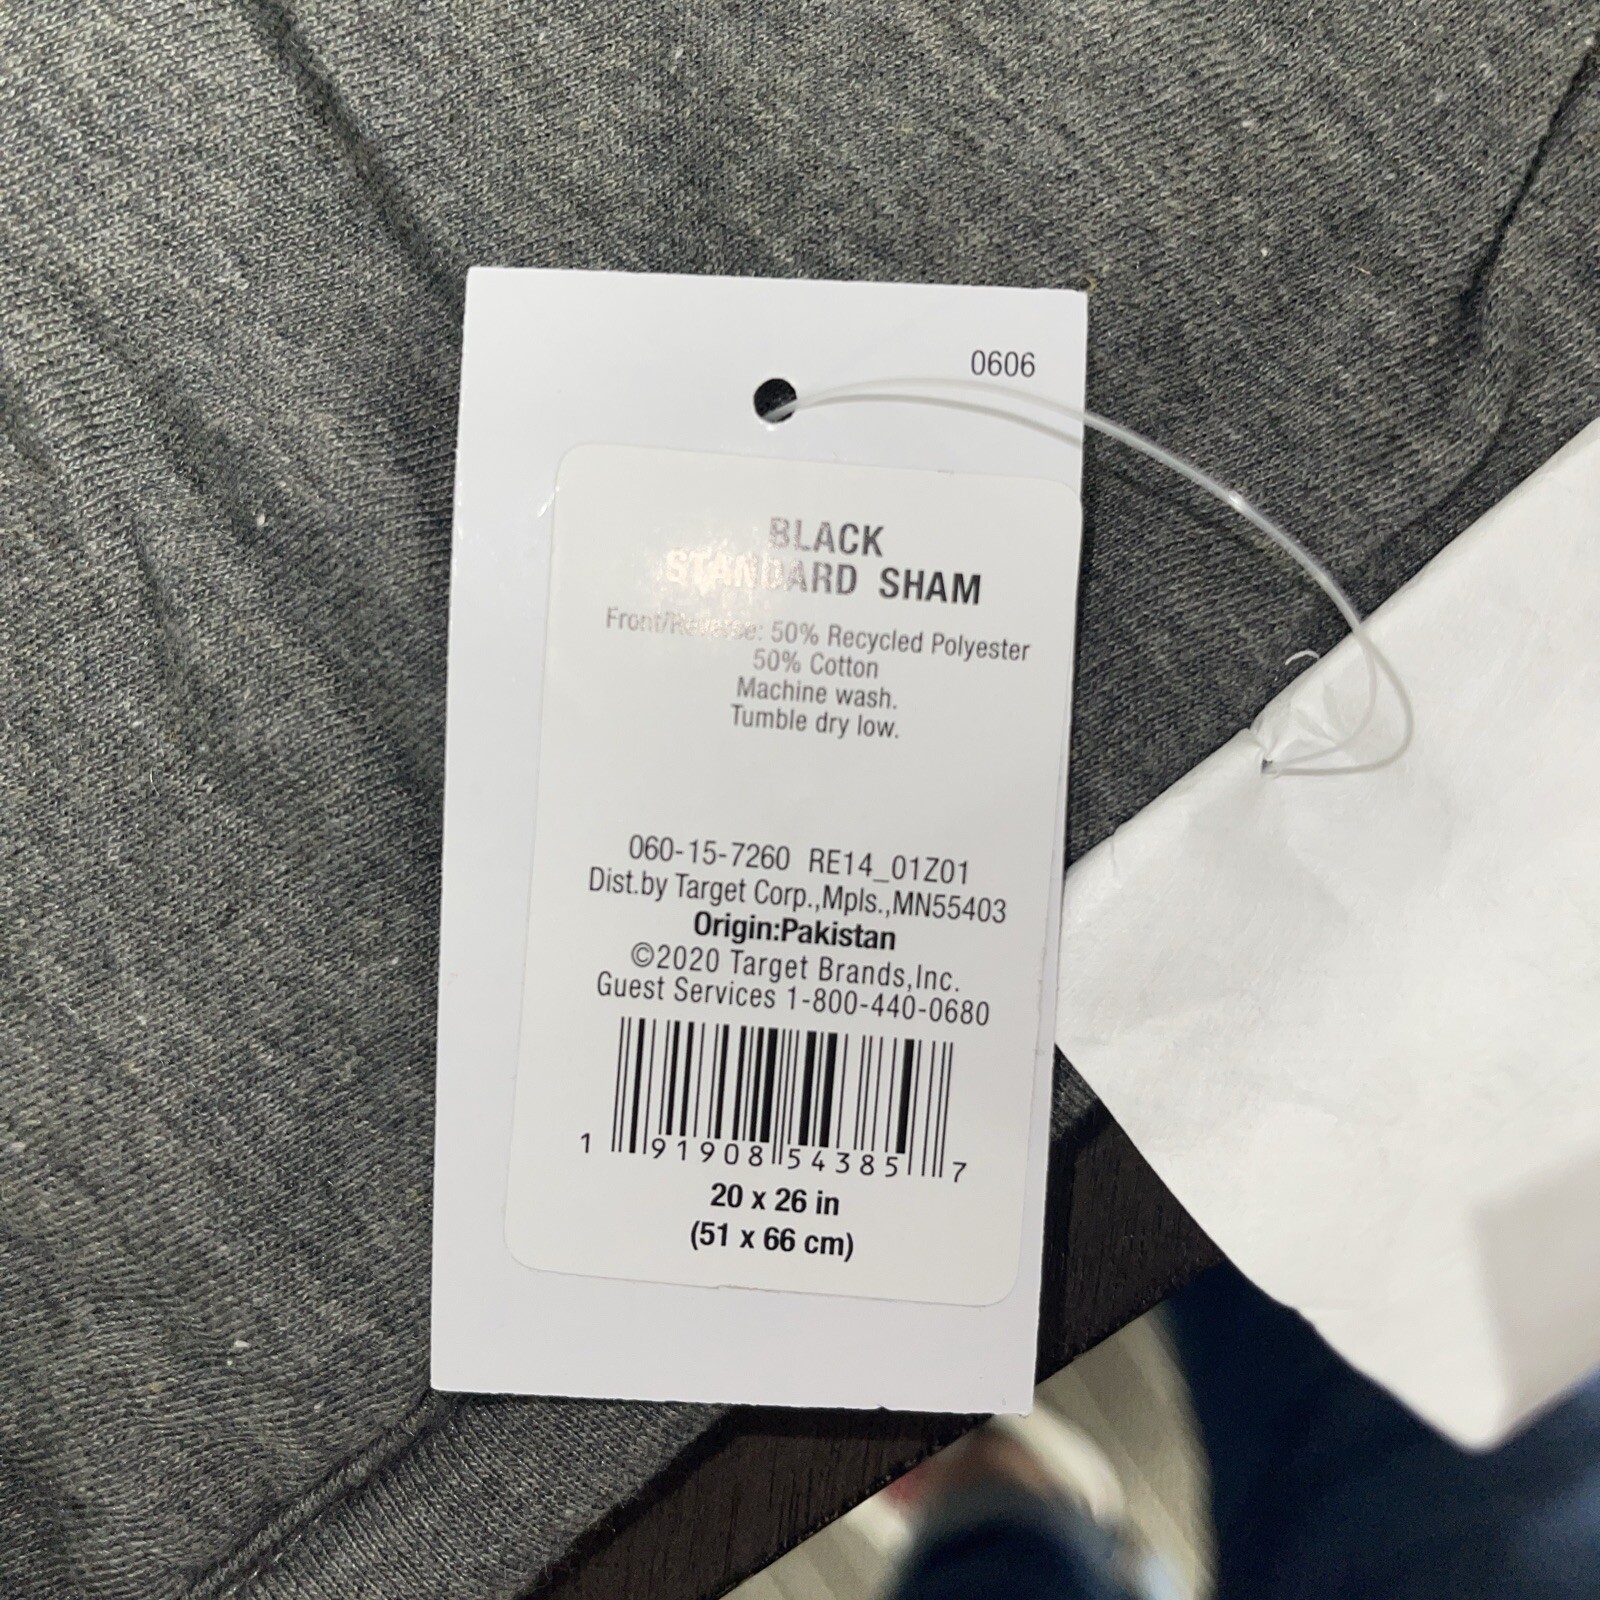 0606
BLACK
STANDARD SHAM
Front/Reverse: 50% Recycled Polyester
50% Cotton
Machine wash.
Tumble dry low.
060-15-7260 RE14_01Z01
Dist.by Target Corp.,Mpls.,MN55403
Origin:Pakistan
©2020 Target Brands,Inc.
Guest Services 1-800-440-0680
1 91908 54385 7
20 x 26 in
(51 x 66 cm)